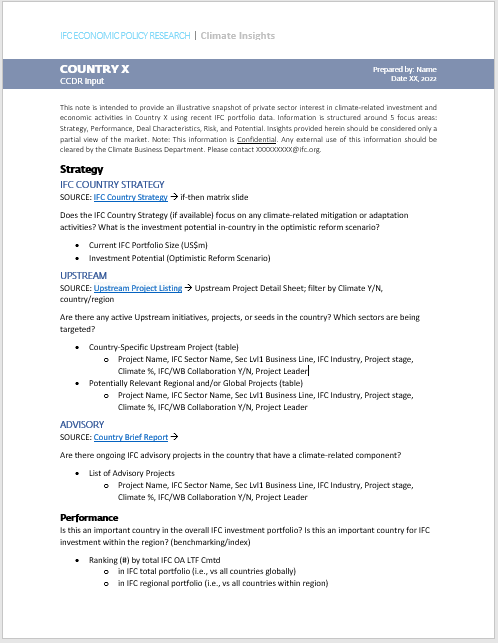 IFC ECONOMIC POLICY RESEARCH | Climate Insights
COUNTRY X
CCDR Input
Prepared by: Name
Date XX, 2022
This note is intended to provide an illustrative snapshot of private sector interest in climate-related investment and
economic activities in Country X using recent IFC portfolio data. Information is structured around 5 focus areas:
Strategy, Performance, Deal Characteristics, Risk, and Potential. Insights provided herein should be considered only a
partial view of the market. Note: This information is Confidential. Any external use of this information should be
cleared by the Climate Business Department. Please contact XXXXXXXXX@ifc.org.
Strategy
IFC COUNTRY STRATEGY
SOURCE: IFC Country Strategy → if-then matrix slide
Does the IFC Country Strategy (if available) focus on any climate-related mitigation or adaptation
activities? What is the investment potential in-country in the optimistic reform scenario?
• Current IFC Portfolio Size (US$m)
• Investment Potential (Optimistic Reform Scenario)
UPSTREAM
SOURCE: Upstream Project Listing → Upstream Project Detail Sheet; filter by Climate Y/N,
country/region
Are there any active Upstream initiatives, projects, or seeds in the country? Which sectors are being
targeted?
• Country-Specific Upstream Project (table)
o Project Name, IFC Sector Name, Sec Lvl1 Business Line, IFC Industry, Project stage,
Climate %, IFC/WB Collaboration Y/N, Project Leader
• Potentially Relevant Regional and/or Global Projects (table)
o Project Name, IFC Sector Name, Sec Lvl1 Business Line, IFC Industry, Project stage,
Climate %, IFC/WB Collaboration Y/N, Project Leader
ADVISORY
SOURCE: Country Brief Report →
Are there ongoing IFC advisory projects in the country that have a climate-related component?
• List of Advisory Projects
o Project Name, IFC Sector Name, Sec Lvl1 Business Line, IFC Industry, Project stage,
Climate %, IFC/WB Collaboration Y/N, Project Leader
Performance
Is this an important country in the overall IFC investment portfolio? Is this an important country for IFC
investment within the region? (benchmarking/index)
• Ranking (#) by total IFC OA LTF Cmtd
o in IFC total portfolio (i.e., vs all countries globally)
o in IFC regional portfolio (i.e., vs all countries within region)